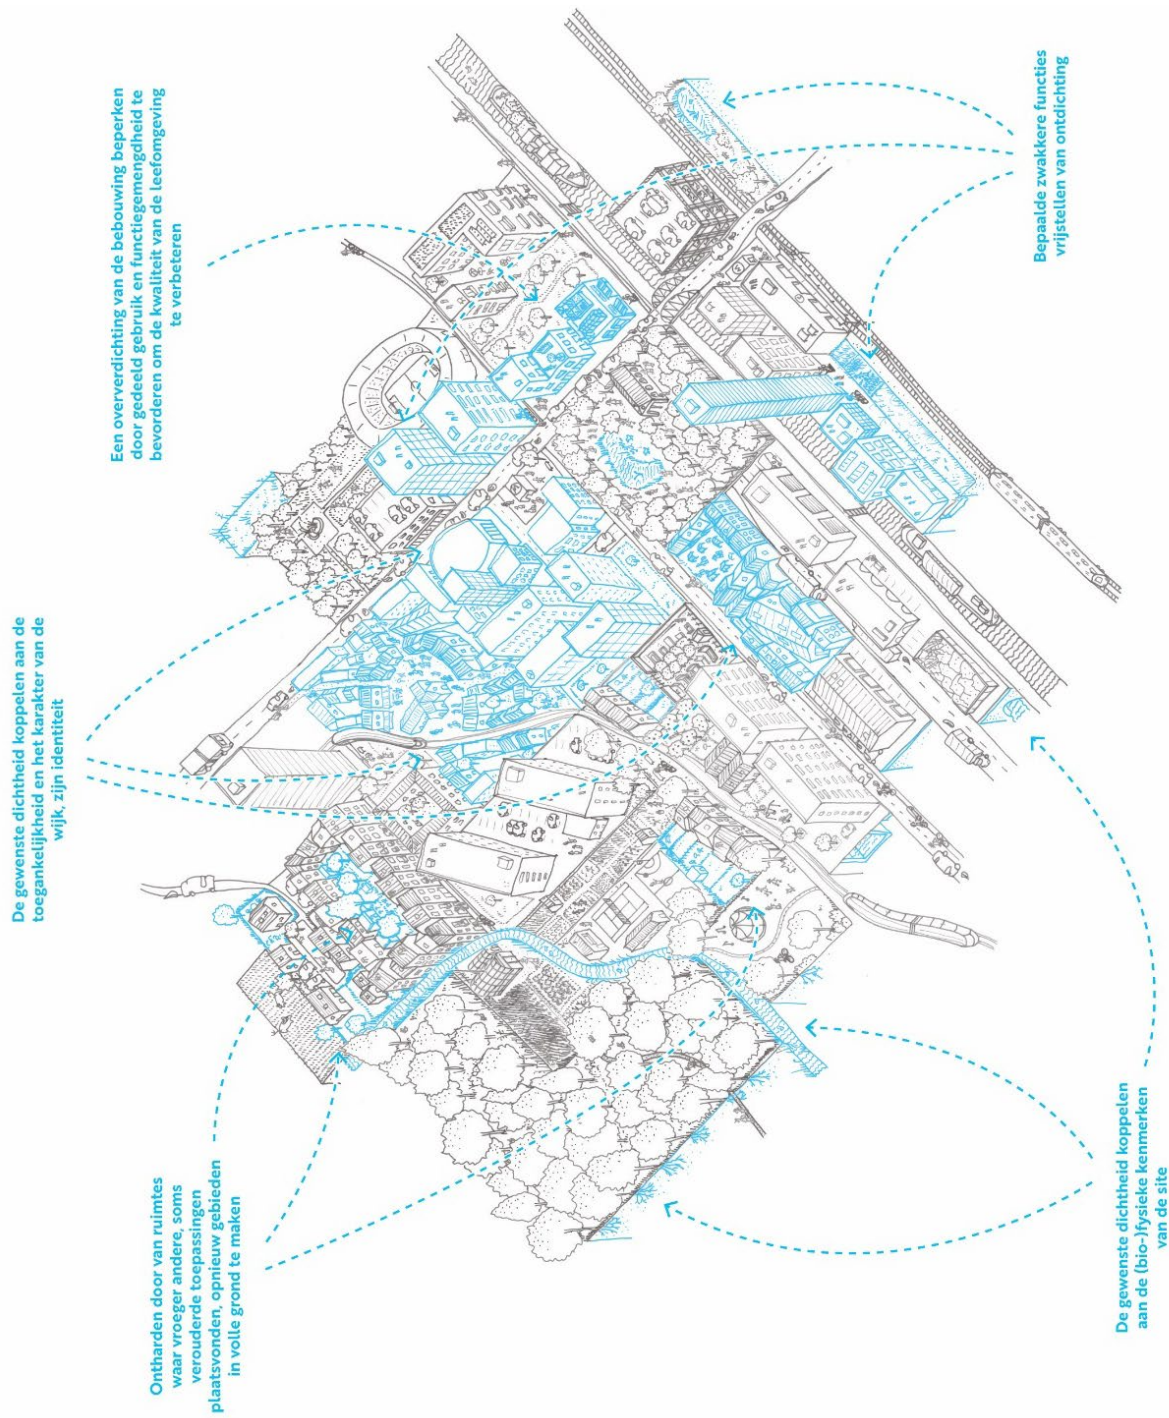 Ontharden door van ruimtes
waar vroeger andere, soms
verouderde toepassingen
plaatsvonden, opnieuw gebieden
in volle grond te maken
De gewenste dichtheid koppelen aan de
toegankelijkheid en het karakter van de
wijk, zijn identiteit
Een oververdichting van de bebouwing beperken
door gedeeld gebruik en functiegemengdheid te
bevorderen om de kwaliteit van de leefomgeving
te verbeteren
De gewenste dichtheid koppelen
aan de (bio-)fysieke kenmerken
van de site
Bepaalde zwakkere functies
vrijstellen van ontdichting